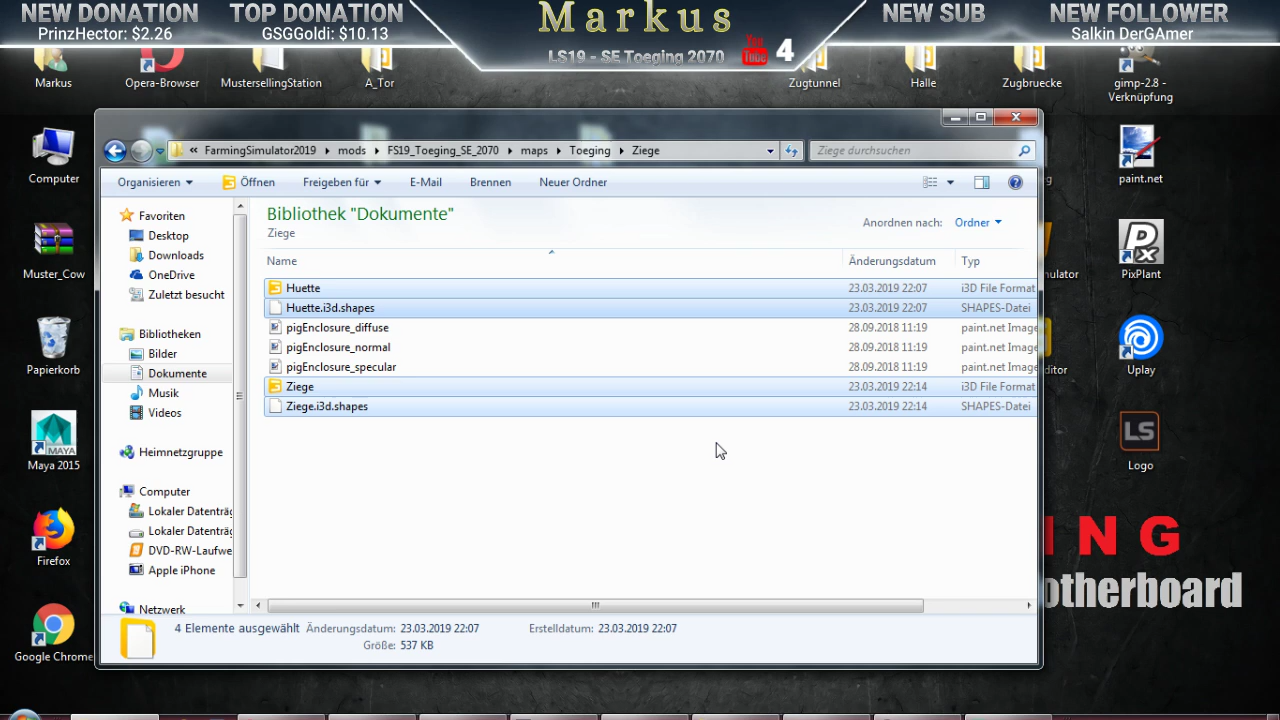 NEW DONATION
PrinzHector: $2.26
TOP DONATION
GSGGoldi: $10.13
Markus
LS19 - SE Toeging 2070
You Tube 4
NEW SUB
NEW FOLLOWER
Salkin DerGAmer
Markus
Opera-Browser
MustersellingStation
A_Tor
Zugtunnel
Halle
Zugbruecke
gimp-2.8 -
Verknüpfung
Computer
Muster_Cow
Papierkorb
MAYA
Maya 2015
Firefox
Google Chrome
« FarmingSimulator2019 mods FS19_Toeging_SE_2070 maps Toeging Ziege
Ziege durchsuchen
Organisieren Öffnen Freigeben für E-Mail Brennen Neuer Ordner
Favoriten
Desktop
Downloads
OneDrive
Zuletzt besucht
Bibliotheken
Bilder
Dokumente
Musik
Videos
Heimnetzgruppe
Computer
Lokaler Datenträg
Lokaler Datenträg
DVD-RW-Laufwe
Apple iPhone
Netzwerk
Bibliothek "Dokumente"
Ziege
Anordnen nach: Ordner
Name Änderungsdatum Typ
Huette 23.03.2019 22:07 i3D File Format
Huette.i3d.shapes 23.03.2019 22:07 SHAPES-Datei
pigEnclosure_diffuse 28.09.2018 11:19 paint.net Image
pigEnclosure_normal 28.09.2018 11:19 paint.net Image
pigEnclosure_specular 28.09.2018 11:19 paint.net Image
Ziege 23.03.2019 22:14 i3D File Format
Ziege.i3d.shapes 23.03.2019 22:14 SHAPES-Datei
4 Elemente ausgewählt Änderungsdatum: 23.03.2019 22:07 Erstelldatum: 23.03.2019 22:07
Größe: 537 KB
paint.net
PixPlant
Uplay
LS
Logo
ulator
ditor
NG
otherboard